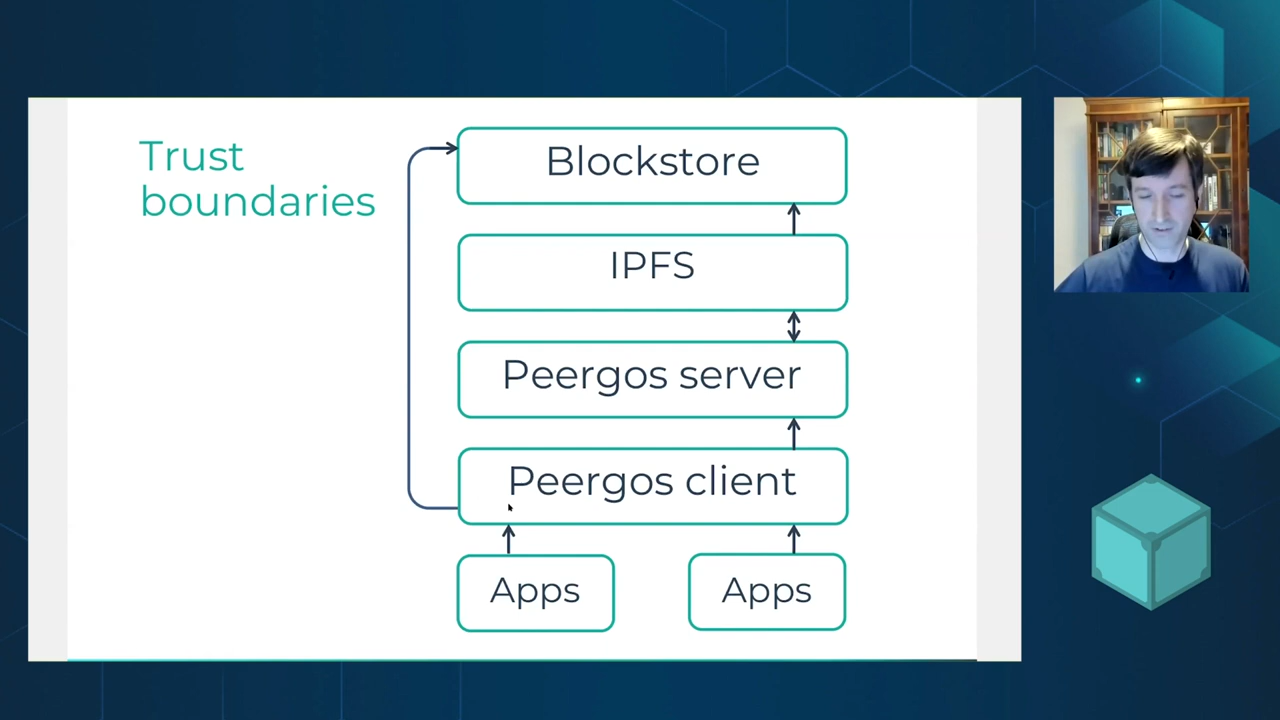 Trust
boundaries
Blockstore
IPFS
Peergos server
Peergos client
Apps
Apps